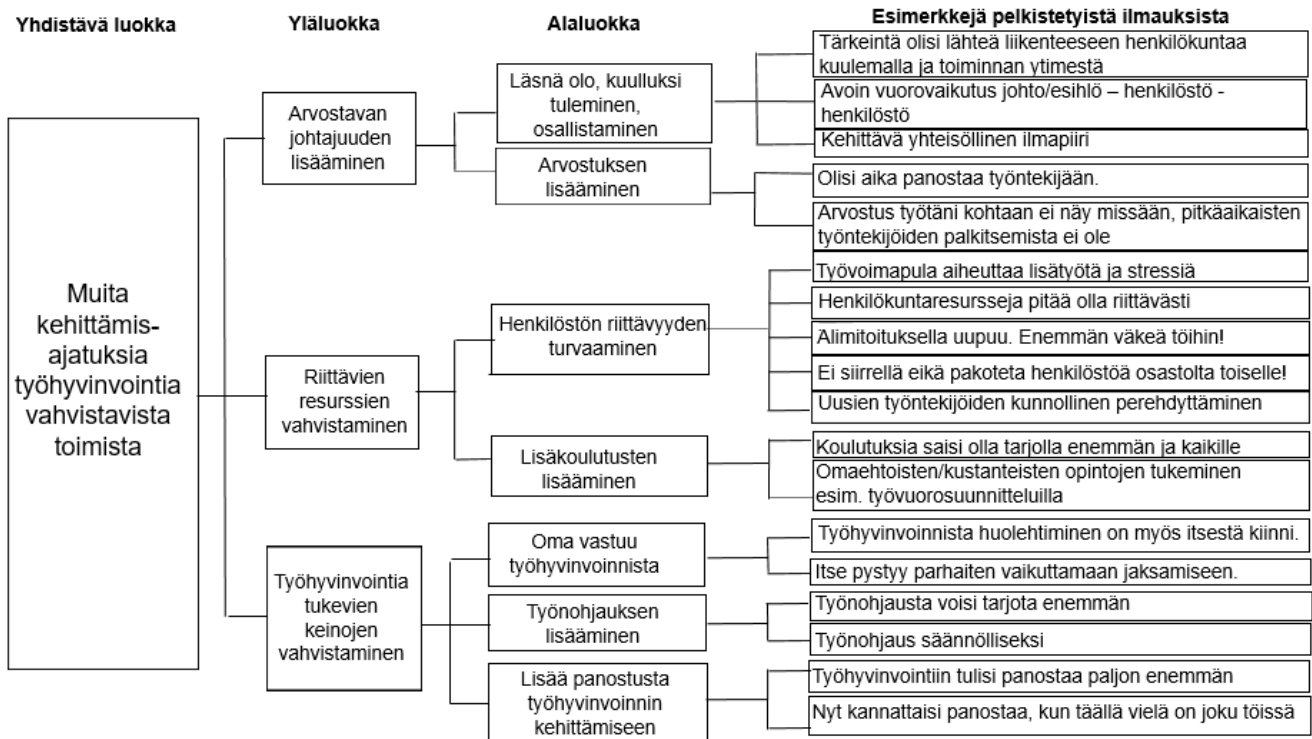 Yhdistävä luokka
Yläluokka
Alaluokka
Esimerkkejä pelkistetyistä ilmauksista
Muita
kehittämis-
ajatuksia
työhyvinvointia
vahvistavista
toimista
Arvostavan
johtajuuden
lisääminen
Läsnä olo, kuulluksi
tuleminen,
osallistaminen
Tärkeintä olisi lähteä liikenteeseen henkilökuntaa
kuulemalla ja toiminnan ytimestä
Avoin vuorovaikutus johto/esihlö – henkilöstö -
henkilöstö
Kehittävä yhteisöllinen ilmapiiri
Arvostuksen
lisääminen
Olisi aika panostaa työntekijään.
Arvostus työtäni kohtaan ei näy missään, pitkäaikaisten
työntekijöiden palkitsemista ei ole
Riittävien
resurssien
vahvistaminen
Henkilöstön riittävyyden
turvaaminen
Työvoimapula aiheuttaa lisätyötä ja stressiä
Henkilökuntaresursseja pitää olla riittävästi
Alimitoituksella uupuu. Enemmän väkeä töihin!
Ei siirrellä eikä pakoteta henkilöstöä osastolta toiselle!
Uusien työntekijöiden kunnollinen perehdyttäminen
Lisäkoulutusten
lisääminen
Koulutuksia saisi olla tarjolla enemmän ja kaikille
Omaehtoisten/kustanteisten opintojen tukeminen
esim. työvuorosuunnitteluilla
Työhyvinvointia
tukevien
keinojen
vahvistaminen
Oma vastuu
työhyvinvoinnista
Työhyvinvoinnista huolehtiminen on myös itsestä kiinni.
Itse pystyy parhaiten vaikuttamaan jaksamiseen.
Työnohjauksen
lisääminen
Työnohjausta voisi tarjota enemmän
Työnohjaus säännölliseksi
Lisää panostusta
työhyvinvoinnin
kehittämiseen
Työhyvinvointiin tulisi panostaa paljon enemmän
Nyt kannattaisi panostaa, kun täällä vielä on joku töissä